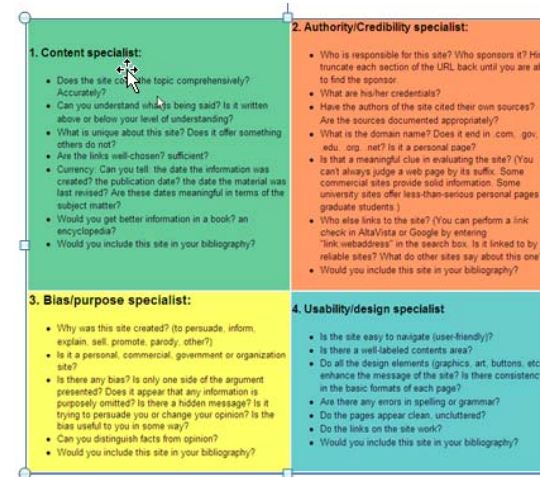 1. Content specialist:
• Does the site the topic comprehensively?
Accurately?
• Can you understand what is being said? Is it written
above or below your level of understanding?
• What is unique about this site? Does it offer something
others do not?
• Are the links well-chosen? sufficient?
• Currency: Can you tell: the date the information was
created? the publication date? the date the material was
last revised? Are these dates meaningful in terms of the
subject matter?
• Would you get better information in a book? an
encyclopedia?
• Would you include this site in your bibliography?
2. Authority/Credibility specialist:
• Who is responsible for this site? Who sponsors it?
truncate each section of the URL back until you are
to find the sponsor.
• What are his/her credentials?
• Have the authors of the site cited their own sources?
Are the sources documented appropriately?
• What is the domain name? Does it end in .com, .gov,
.edu, .org, .net? Is it a personal page?
• Is that a meaningful clue in evaluating the site? (You
can't always judge a web page by its suffix. Some
commercial sites provide solid information. Some
university sites offer less-than-serious personal pages
graduate students.)
• Who else links to the site? (You can perform a link
check in AltaVista or Google by entering
"link:webaddress" in the search box. Is it linked to by
reliable sites? What do other sites say about this one
• Would you include this site in your bibliography?
3. Bias/purpose specialist:
• Why was this site created? (to persuade, inform,
explain, sell, promote, parody, other?)
• Is it a personal, commercial, government or organization
site?
• Is there any bias? Is only one side of the argument
presented? Does it appear that any information is
purposely omitted? Is there a hidden message? Is it
trying to persuade you or change your opinion? Is the
bias useful to you in some way?
• Can you distinguish facts from opinion?
• Would you include this site in your bibliography?
4. Usability/design specialist
• Is the site easy to navigate (user-friendly)?
• Is there a well-labeled contents area?
• Do all the design elements (graphics, art, buttons, etc
enhance the message of the site? Is there consistency
in the basic formats of each page?
• Are there any errors in spelling or grammar?
• Do the pages appear clean, uncluttered?
• Do the links on the site work?
• Would you include this site in your bibliography?